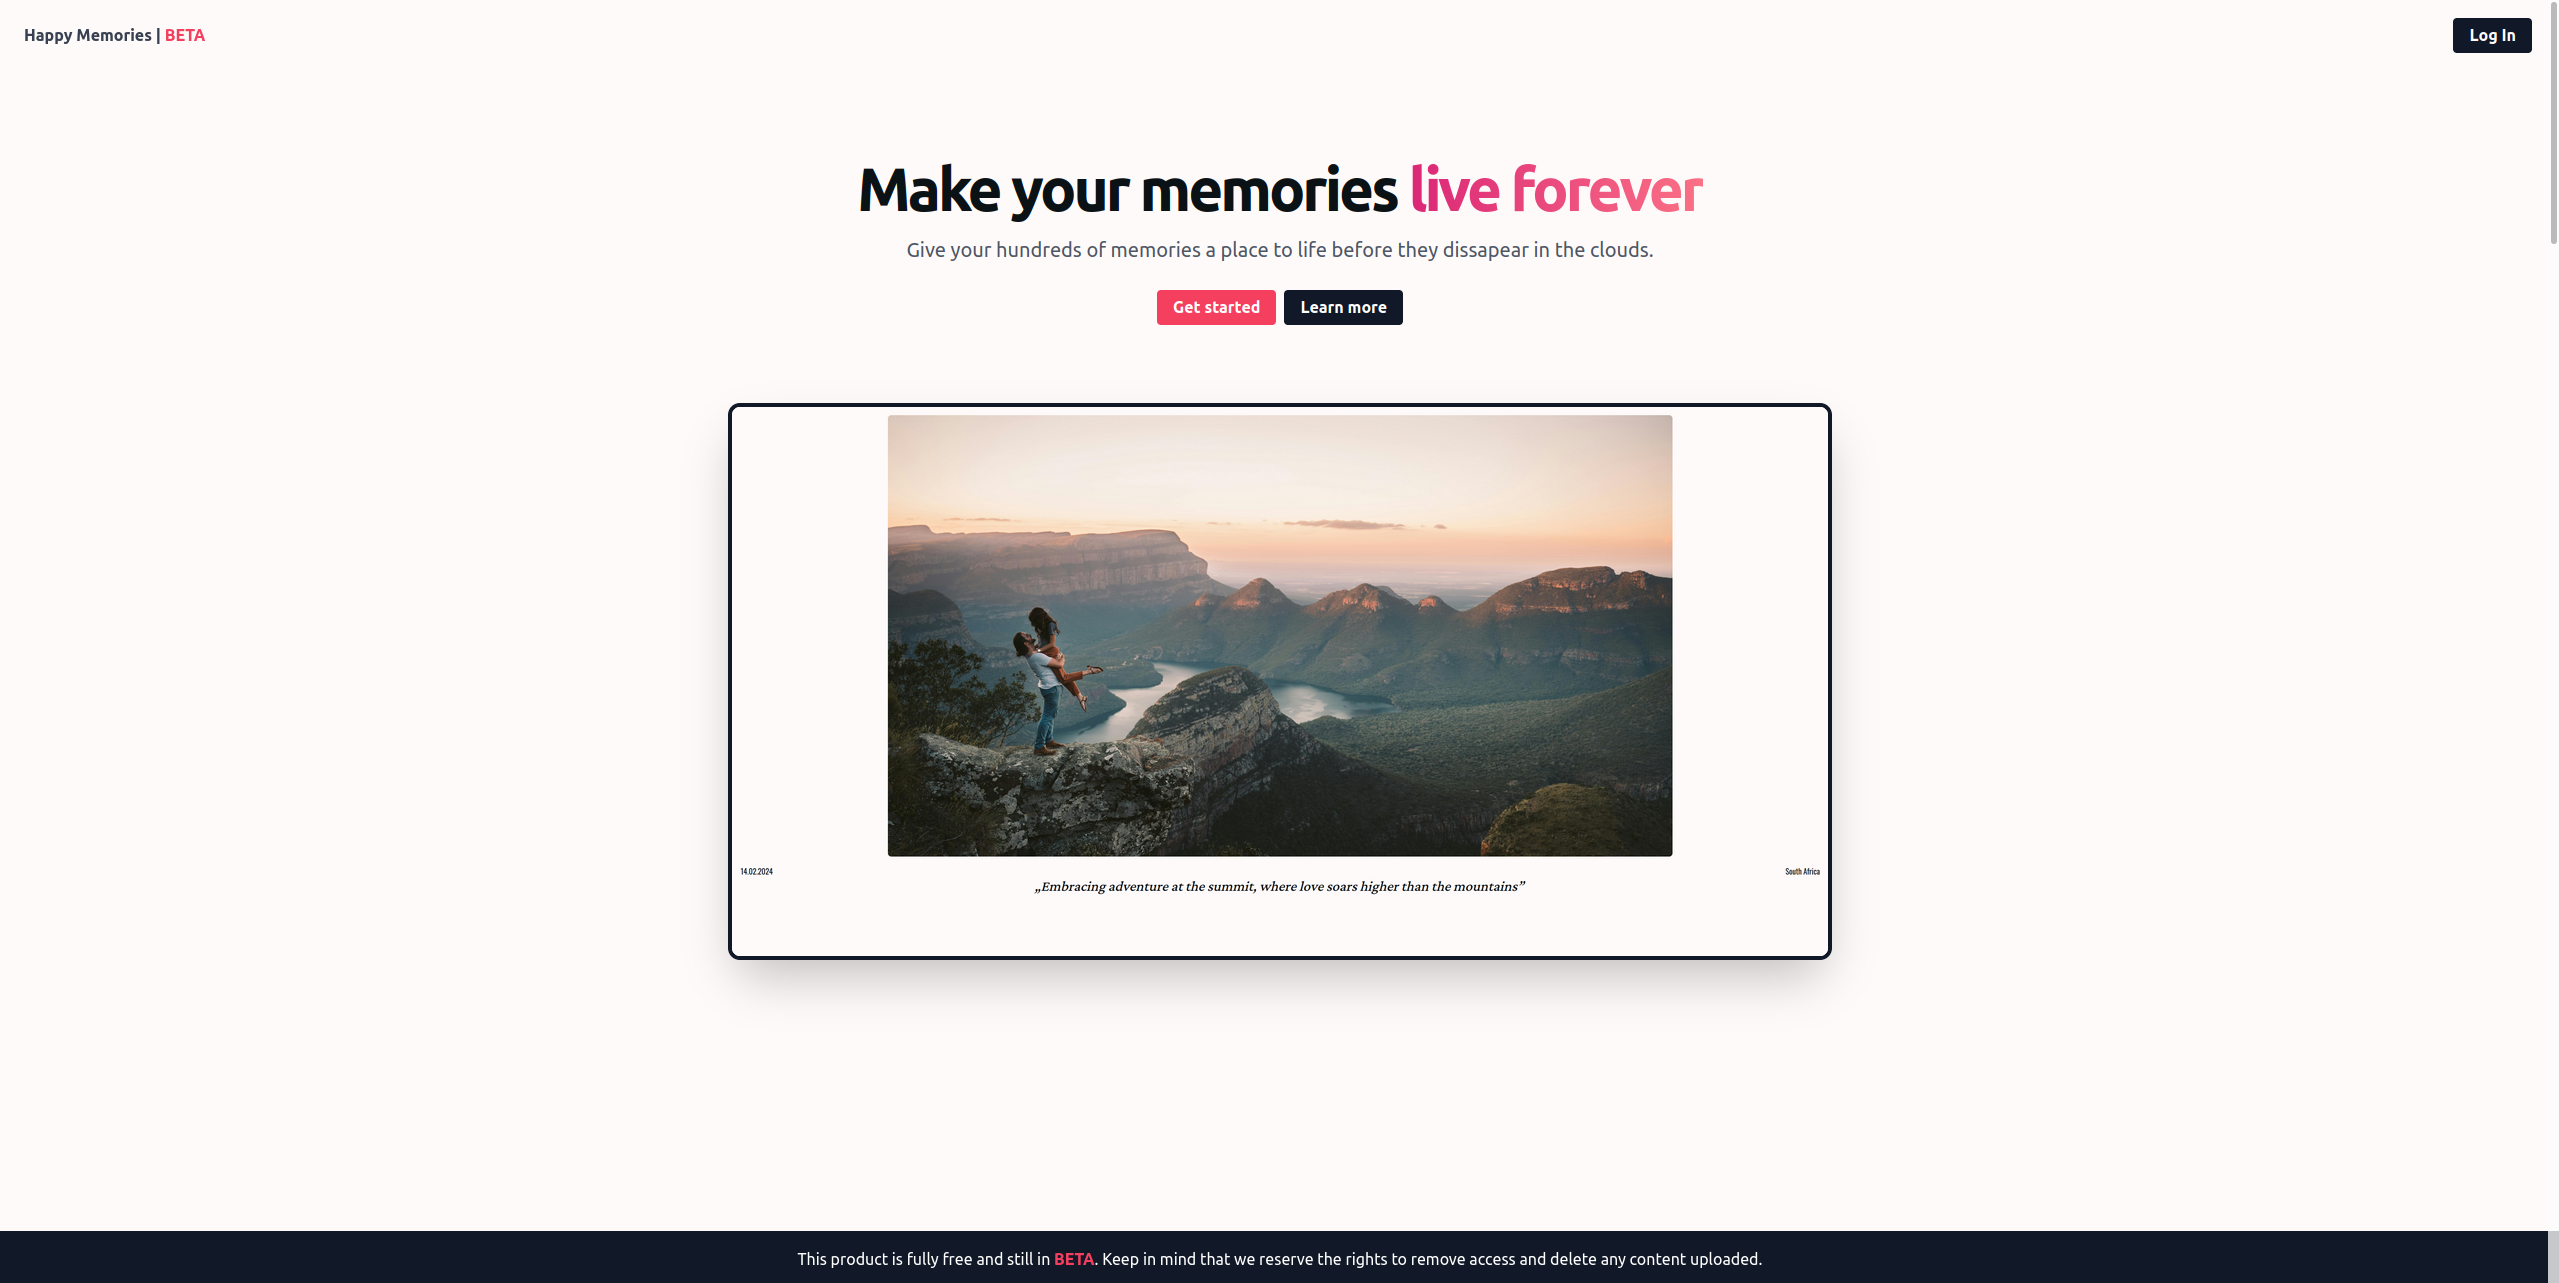 Happy Memories | BETA
Log In
Make your memories live forever
Give your hundreds of memories a place to life before they dissapear in the clouds.
Get started
Learn more
14.02.2024
South Africa
„Embracing adventure at the summit, where love soars higher than the mountains”
This product is fully free and still in BETA. Keep in mind that we reserve the rights to remove access and delete any content uploaded.